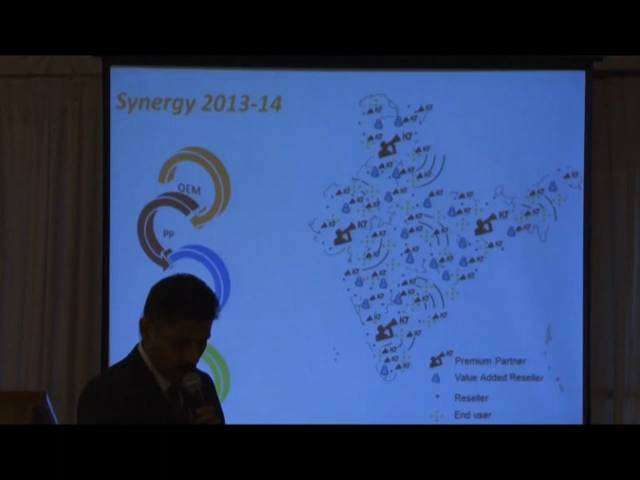 Synergy 2013-14
OEM
PP
Premium Partner
Value Added Reseller
Reseller
End user